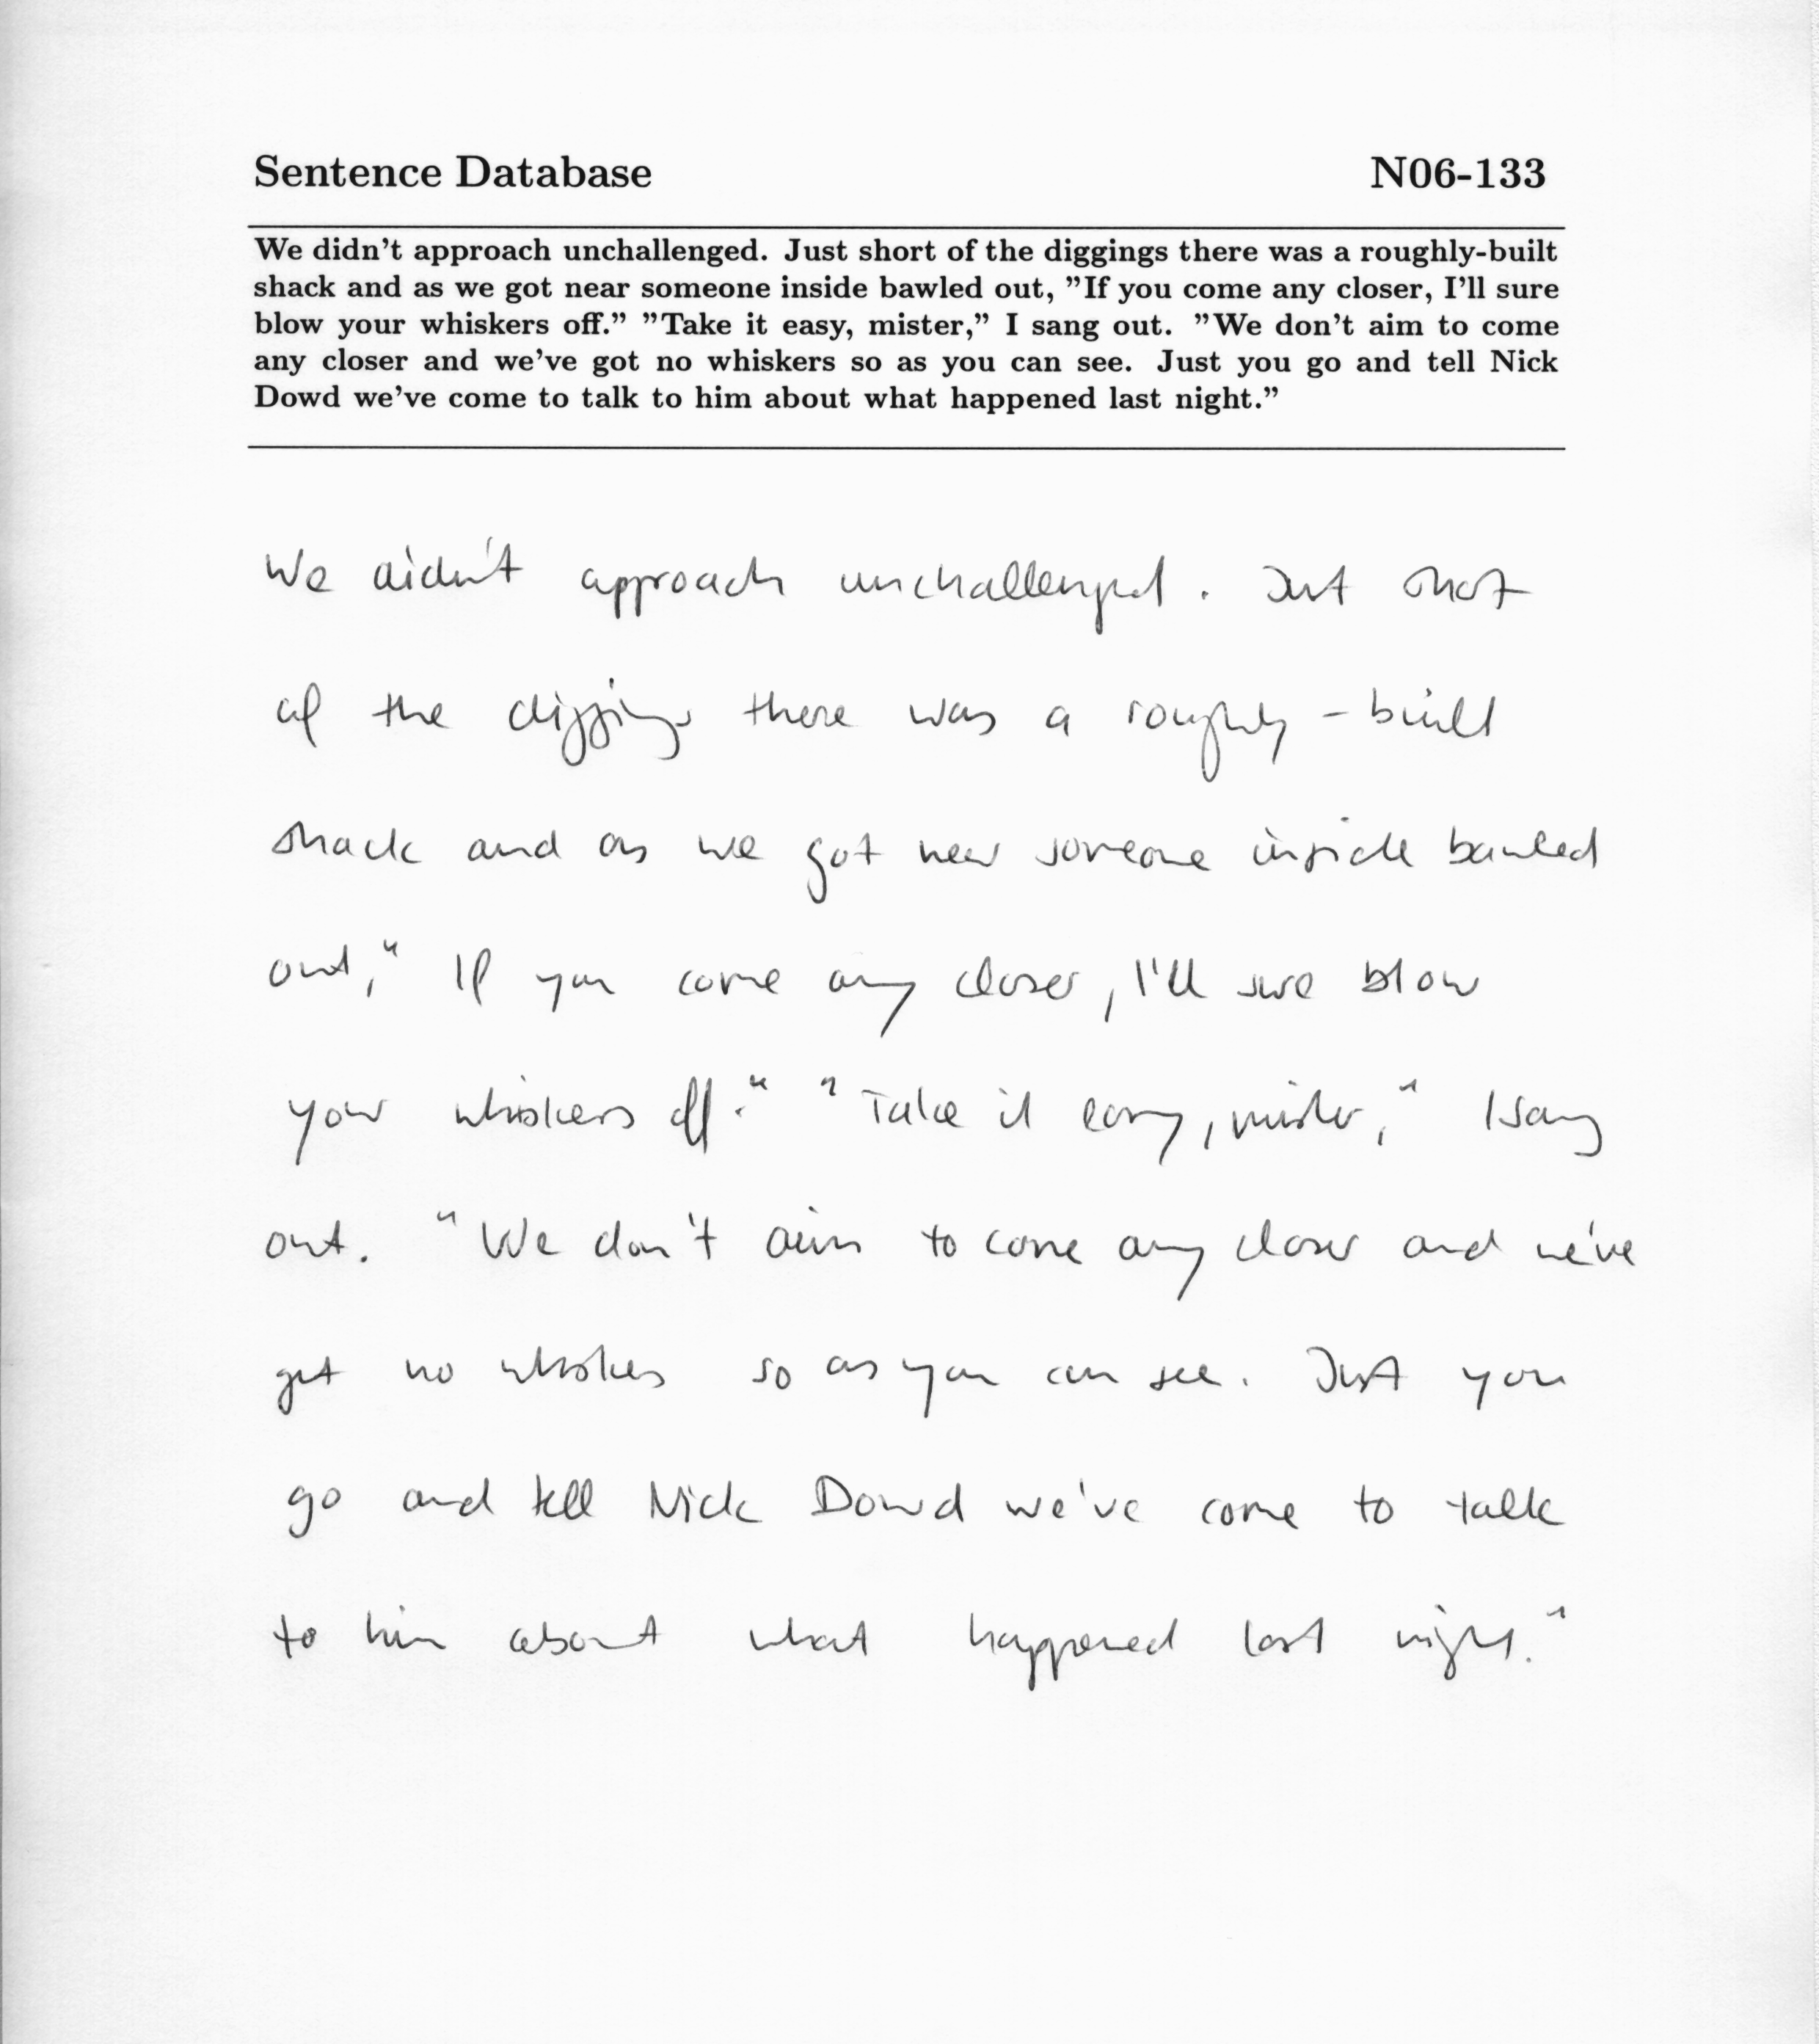 Sentence Database N06-133
We didn't approach unchallenged. Just short of the diggings there was a roughly-built
shack and as we got near someone inside bawled out, ”If you come any closer, I'll sure
blow your whiskers off.” ”Take it easy, mister,” I sang out. ”We don't aim to come
any closer and we've got no whiskers so as you can see. Just you go and tell Nick
Dowd we've come to talk to him about what happened last night.”
We didn't approach unchallenged. Just short
of the diggings there was a roughly-built
shack and as we got near someone inside bawled
out," If you come any closer, I'll sure blow
your whiskers off." "Take it easy, mister," I sang
out. "We don't aim to come any closer and we've
got no whiskers so as you can see. Just you
go and tell Nick Dowd we've come to talk
to him about what happened last night."